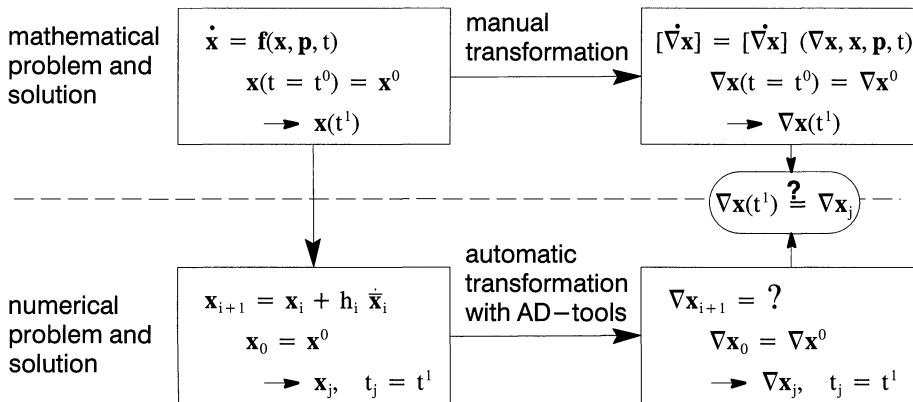 mathematical
problem and
solution
ẋ = f(x, p, t)
x(t = t⁰) = x⁰
→ x(t¹)
manual
transformation
[∇̇x] = [∇̇x] (∇x, x, p, t)
∇x(t = t⁰) = ∇x⁰
→ ∇x(t¹)
∇x(t¹) ≟ ∇xⱼ
numerical
problem and
solution
xᵢ₊₁ = xᵢ + hᵢ x̄̇ᵢ
x₀ = x⁰
→ xⱼ, tⱼ = t¹
automatic
transformation
with AD−tools
∇xᵢ₊₁ = ?
∇x₀ = ∇x⁰
→ ∇xⱼ, tⱼ = t¹